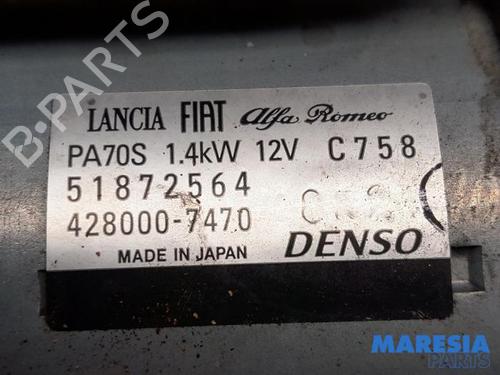 LANCIA FIAT Alfa Romeo
PA70S 1.4kW 12V C758
51872564
428000-7470
MADE IN JAPAN DENSO
B-PARTS
MARESIA
PARTS